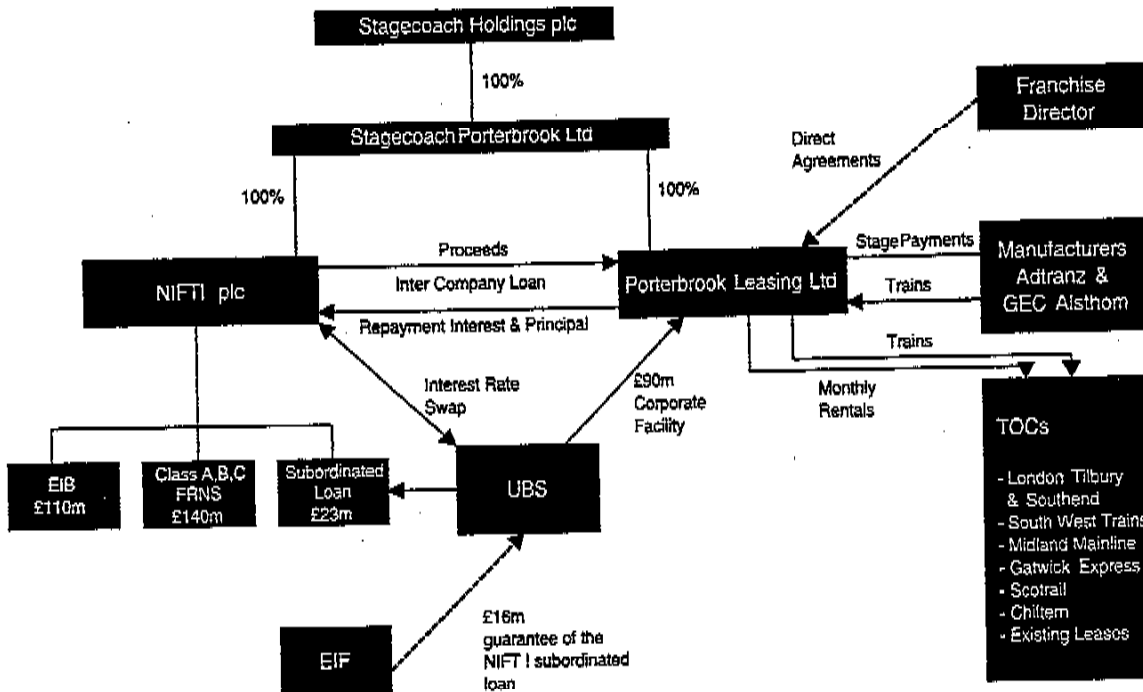 Stagecoach Holdings plc
100%
Stagecoach Porterbrook Ltd
100%
100%
Franchise
Director
Direct
Agreements
Proceeds
Inter Company Loan
NIFTI plc
Repayment Interest & Principal
Porterbrook Leasing Ltd
Stage Payments
Trains
Manufacturers
Adtranz &
GEC Alsthom
Trains
Monthly
Rentals
Interest Rate
Swap
£90m
Corporate
Facility
EIB
£110m
Class A,B,C
FRNS
£140m
Subordinated
Loan
£23m
UBS
TOCs
- London Tilbury
& Southend
- South West Trains
- Midland Mainline
- Gatwick Express
- Scotrail
- Chiltern
- Existing Leases
EIF
£16m
guarantee of the
NIFT I subordinated
loan